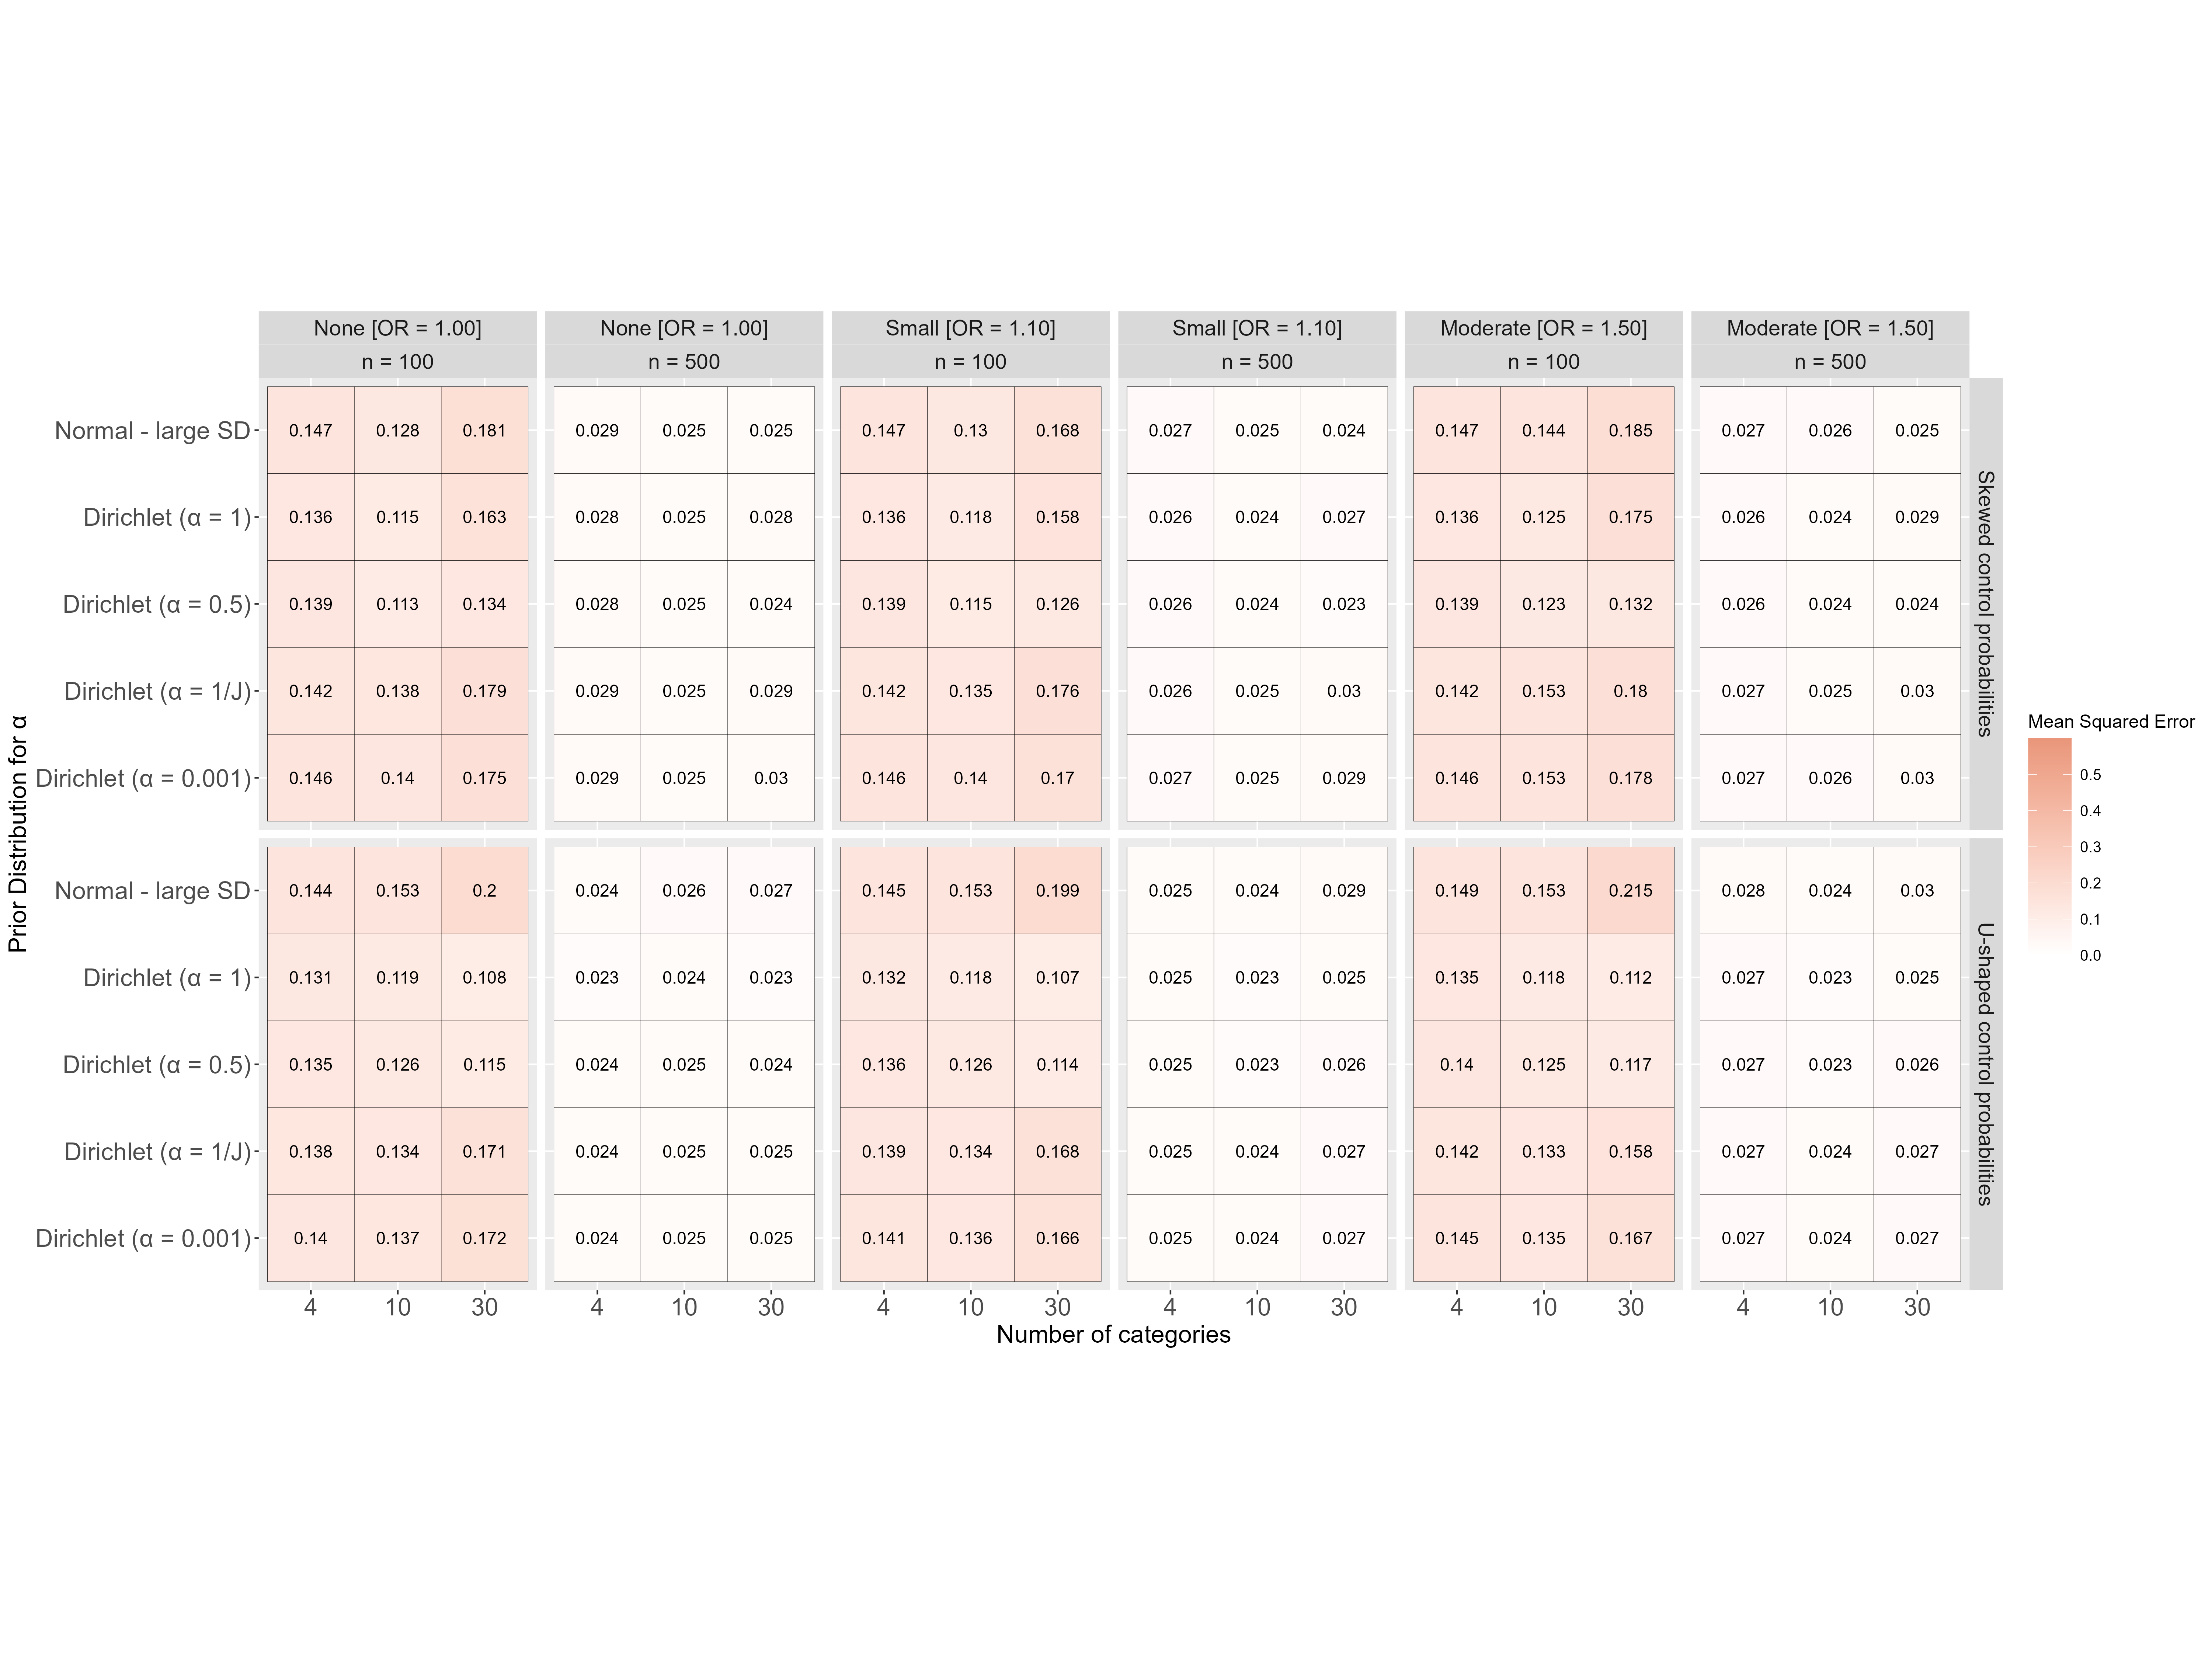 None [OR = 1.00] None [OR = 1.00] Small [OR = 1.10] Small [OR = 1.10] Moderate [OR = 1.50] Moderate [OR = 1.50]
n = 100 n = 500 n = 100 n = 500 n = 100 n = 500
Normal - large SD 0.147 0.128 0.181 0.029 0.025 0.025 0.147 0.13 0.168 0.027 0.025 0.024 0.147 0.144 0.185 0.027 0.026 0.025
Dirichlet (α = 1) 0.136 0.115 0.163 0.028 0.025 0.028 0.136 0.118 0.158 0.026 0.024 0.027 0.136 0.125 0.175 0.026 0.024 0.029
Dirichlet (α = 0.5) 0.139 0.113 0.134 0.028 0.025 0.024 0.139 0.115 0.126 0.026 0.024 0.023 0.139 0.123 0.132 0.026 0.024 0.024
Dirichlet (α = 1/J) 0.142 0.138 0.179 0.029 0.025 0.029 0.142 0.135 0.176 0.026 0.025 0.03 0.142 0.153 0.18 0.027 0.025 0.03
Dirichlet (α = 0.001) 0.146 0.14 0.175 0.029 0.025 0.03 0.146 0.14 0.17 0.027 0.025 0.029 0.146 0.153 0.178 0.027 0.026 0.03
Skewed control probabilities
Normal - large SD 0.144 0.153 0.2 0.024 0.026 0.027 0.145 0.153 0.199 0.025 0.024 0.029 0.149 0.153 0.215 0.028 0.024 0.03
Dirichlet (α = 1) 0.131 0.119 0.108 0.023 0.024 0.023 0.132 0.118 0.107 0.025 0.023 0.025 0.135 0.118 0.112 0.027 0.023 0.025
Dirichlet (α = 0.5) 0.135 0.126 0.115 0.024 0.025 0.024 0.136 0.126 0.114 0.025 0.023 0.026 0.14 0.125 0.117 0.027 0.023 0.026
Dirichlet (α = 1/J) 0.138 0.134 0.171 0.024 0.025 0.025 0.139 0.134 0.168 0.025 0.024 0.027 0.142 0.133 0.158 0.027 0.024 0.027
Dirichlet (α = 0.001) 0.14 0.137 0.172 0.024 0.025 0.025 0.141 0.136 0.166 0.025 0.024 0.027 0.145 0.135 0.167 0.027 0.024 0.027
U-shaped control probabilities
4 10 30 4 10 30 4 10 30 4 10 30 4 10 30 4 10 30
Number of categories
Prior Distribution for α
Mean Squared Error
0.5
0.4
0.3
0.2
0.1
0.0